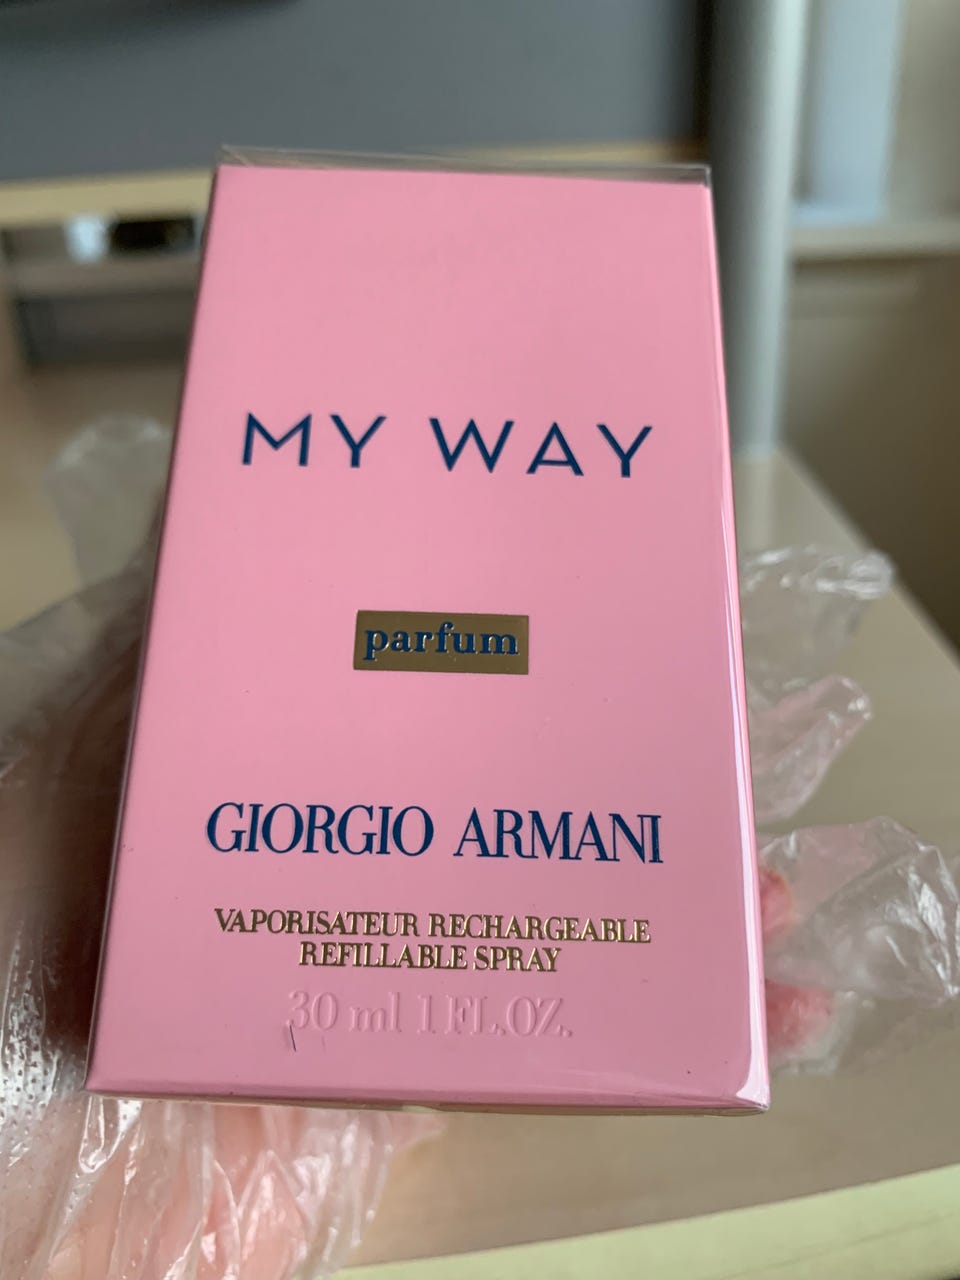 MY WAY
parfum
GIORGIO ARMANI
VAPORISATEUR RECHARGEABLE
REFILLABLE SPRAY
30 ml 1 FL.OZ.